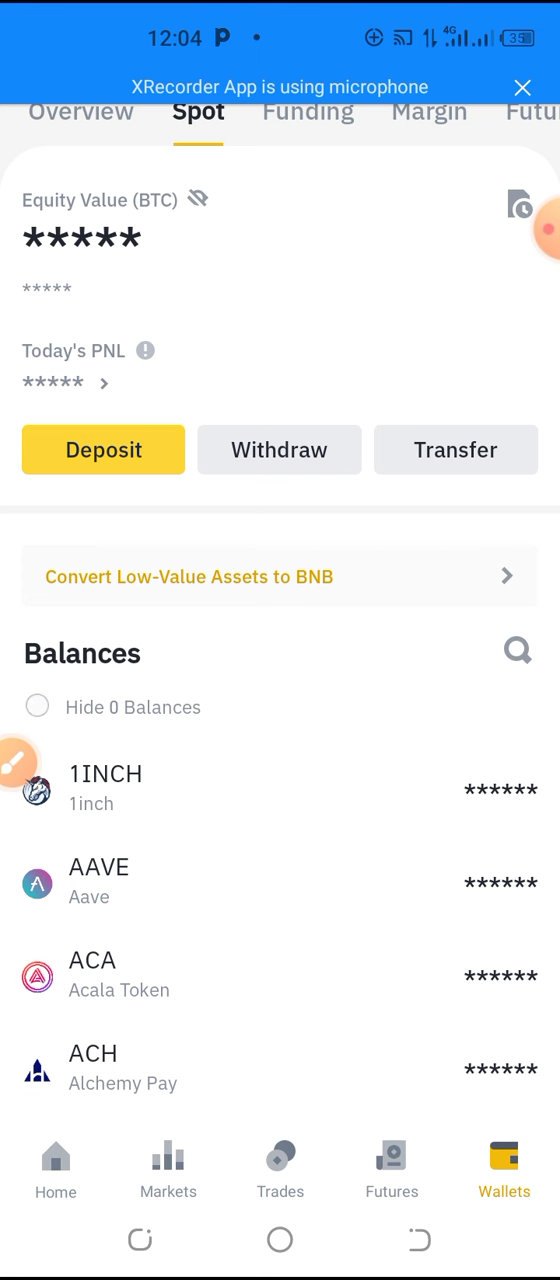 12:04
4G
35
XRecorder App is using microphone
Overview Spot Funding Margin Futu
Equity Value (BTC)
*****
*****
Today's PNL
*****
Deposit Withdraw Transfer
Convert Low-Value Assets to BNB
Balances
Hide 0 Balances
1INCH
1inch
******
AAVE
Aave
******
ACA
Acala Token
******
ACH
Alchemy Pay
******
Home Markets Trades Futures Wallets